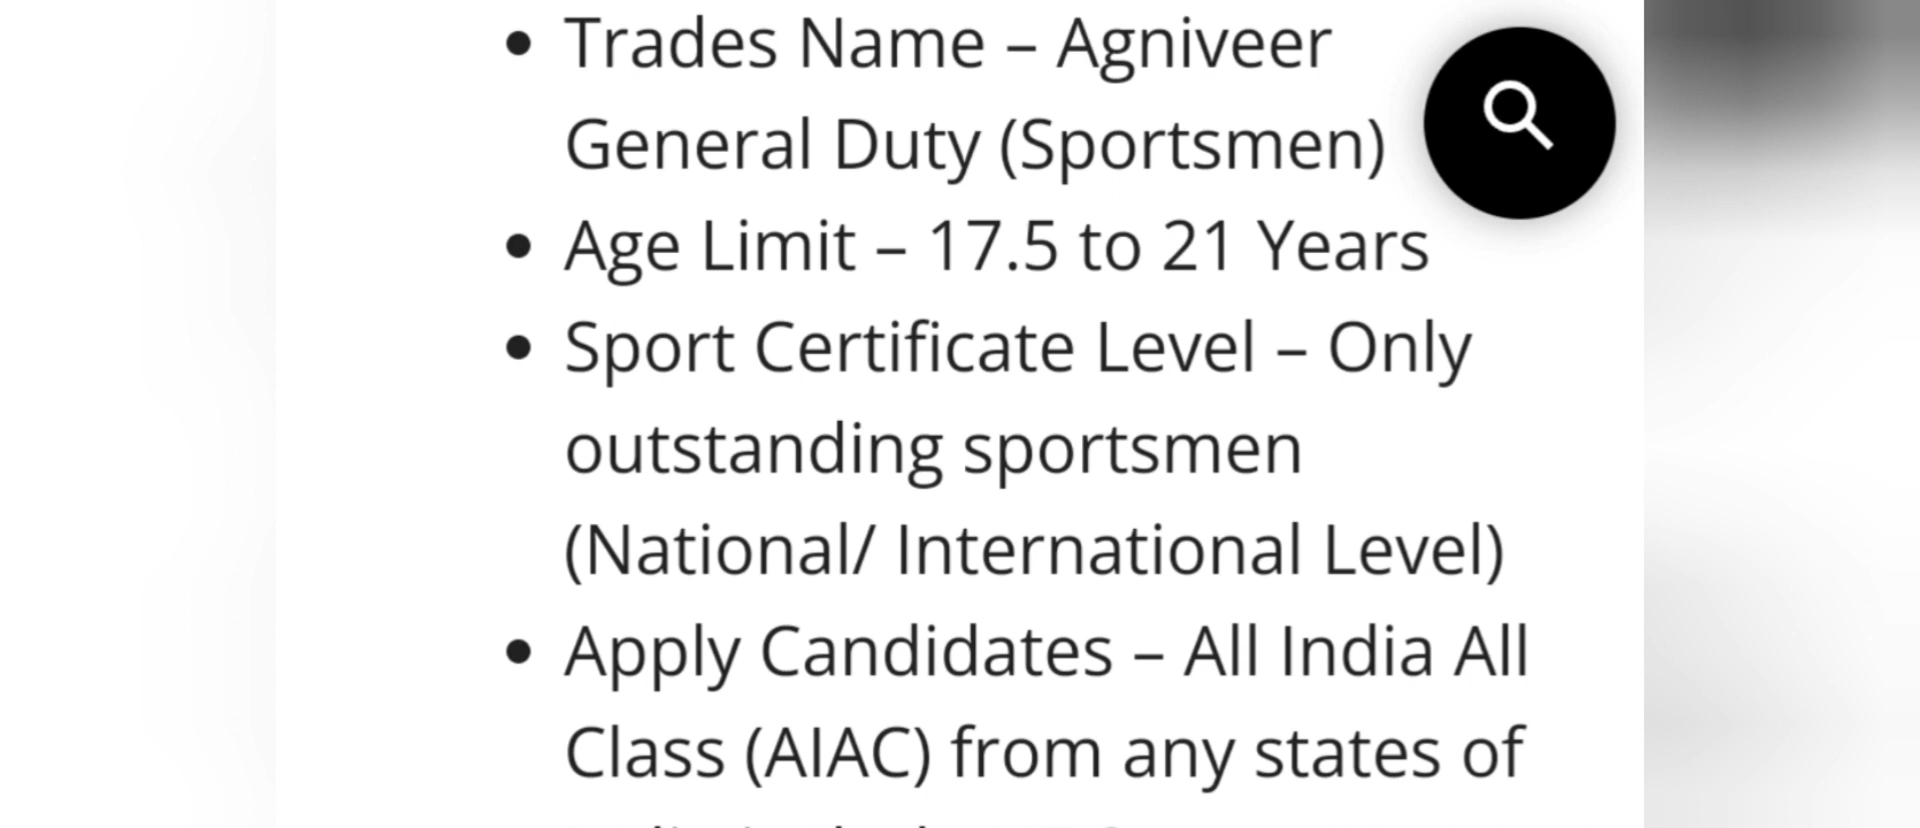 Trades Name – Agniveer
General Duty (Sportsmen)
Age Limit – 17.5 to 21 Years
Sport Certificate Level – Only
outstanding sportsmen
(National/ International Level)
Apply Candidates – All India All
Class (AIAC) from any states of